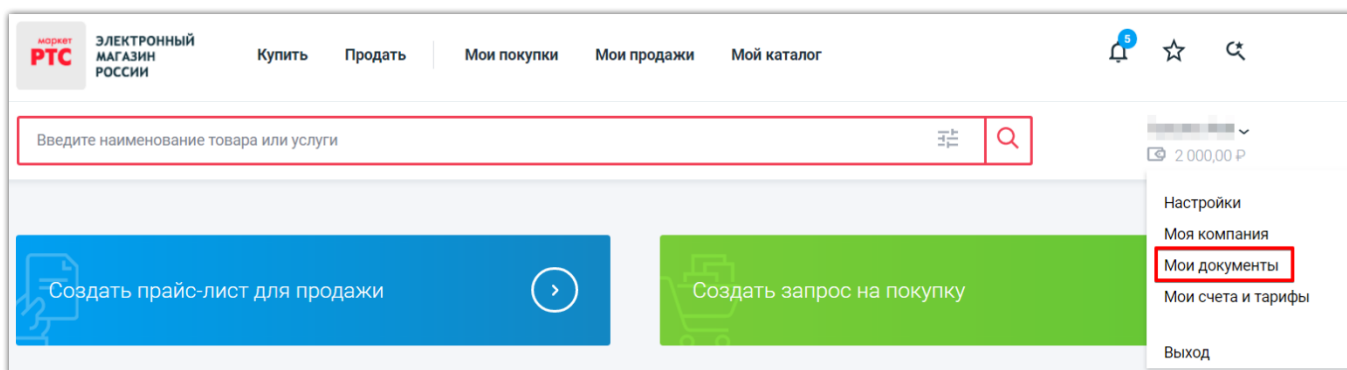 маркет
РТС
ЭЛЕКТРОННЫЙ
МАГАЗИН
РОССИИ
Купить Продать Мои покупки Мои продажи Мой каталог
5
Введите наименование товара или услуги
2 000,00 ₽
Настройки
Моя компания
Мои документы
Мои счета и тарифы
Выход
Создать прайс-лист для продажи
Создать запрос на покупку